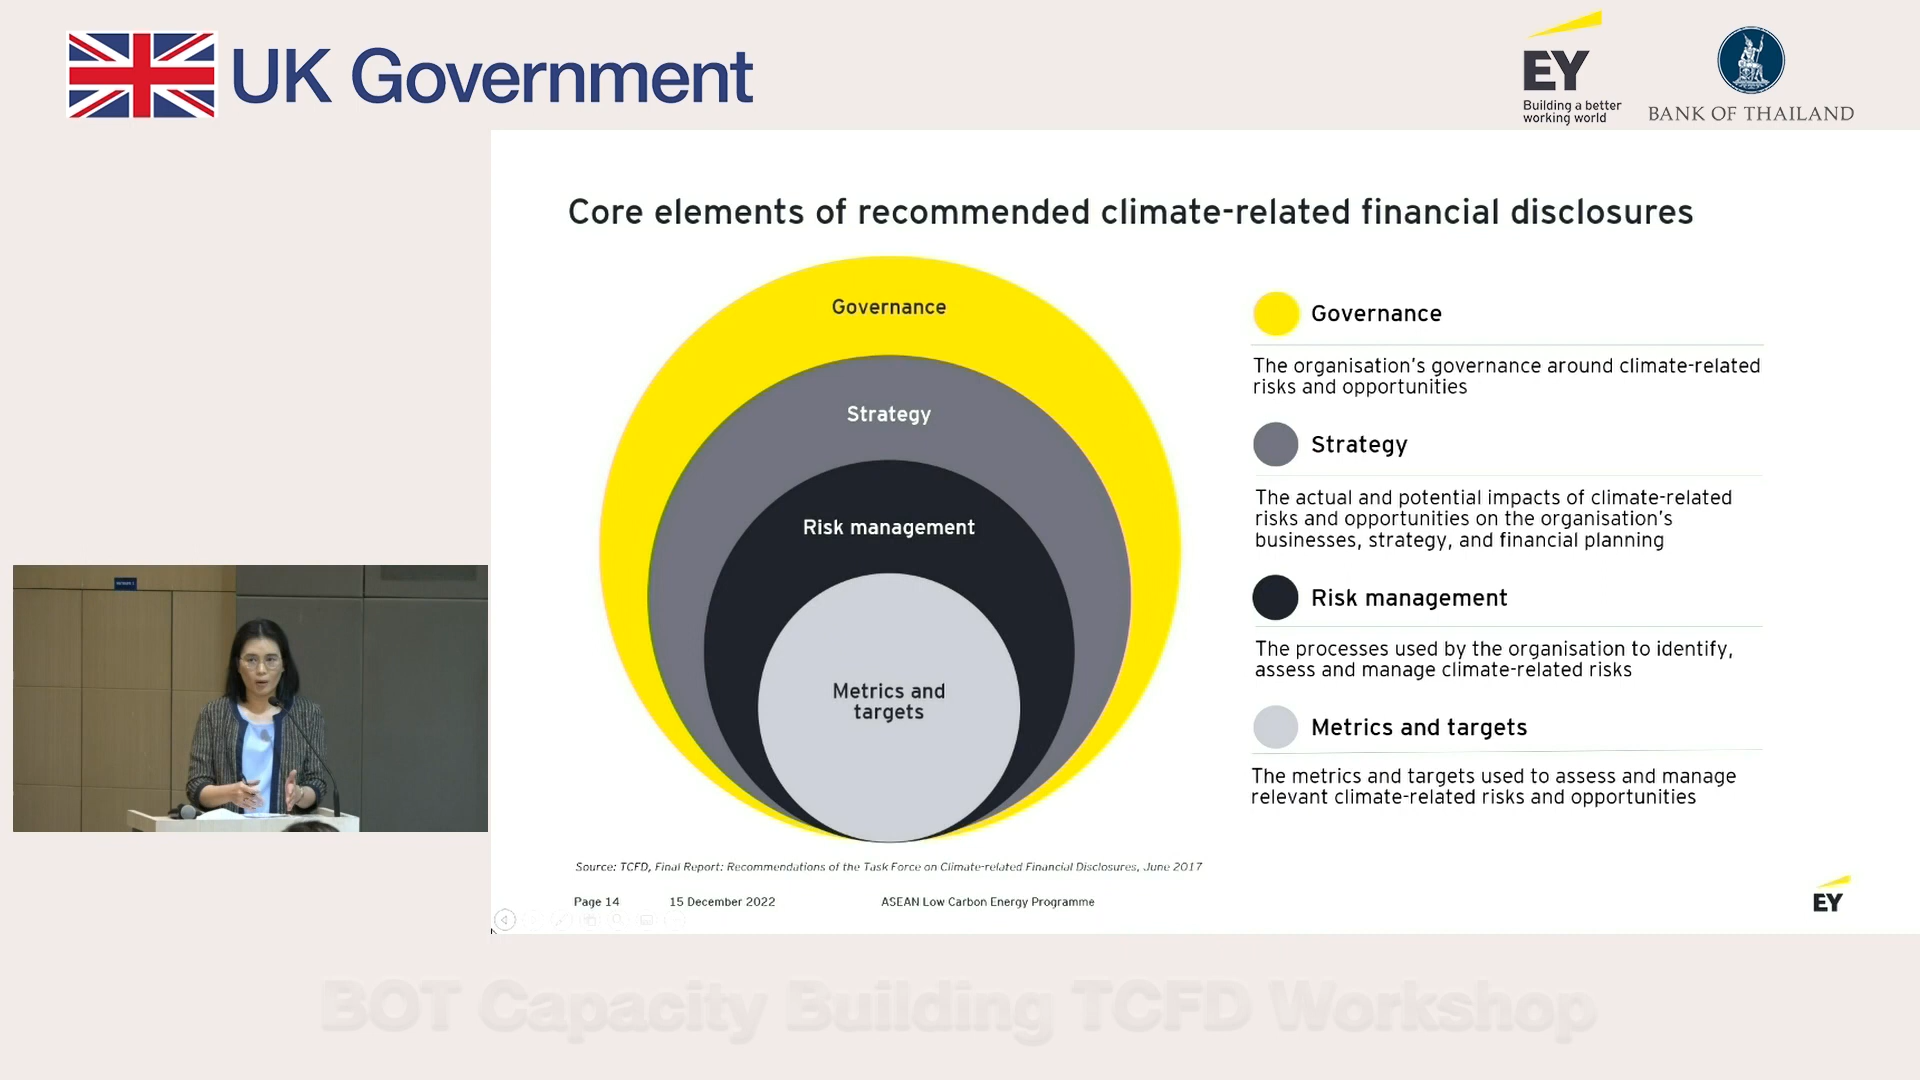 UK Government
EY
Building a better
working world
BANK OF THAILAND
Core elements of recommended climate-related financial disclosures
Governance
Strategy
Risk management
Metrics and
targets
Governance
The organisation's governance around climate-related
risks and opportunities
Strategy
The actual and potential impacts of climate-related
risks and opportunities on the organisation's
businesses, strategy, and financial planning
Risk management
The processes used by the organisation to identify,
assess and manage climate-related risks
Metrics and targets
The metrics and targets used to assess and manage
relevant climate-related risks and opportunities
Source: TCFD, Final Report: Recommendations of the Task Force on Climate-related Financial Disclosures, June 2017
Page 14 15 December 2022 ASEAN Low Carbon Energy Programme
EY
BOT Capacity Building TCFD Workshop